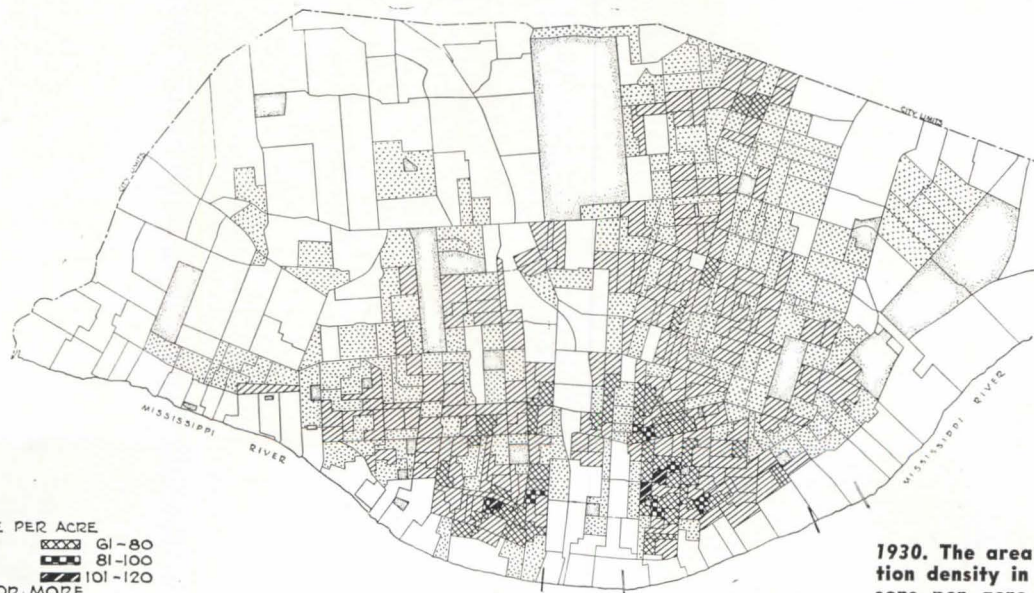 CITY LIMITS
CITY LIMITS
MISSISSIPPI
RIVER
MISSISSIPPI RIVER
PER ACRE
61-80
81-100
101-120
OR MORE
1930. The area
tion density in